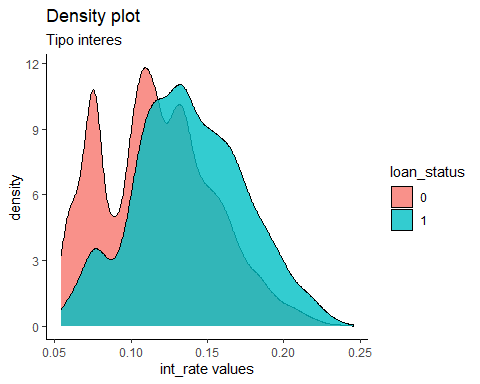 Density plot
Tipo interes
12
9
6
3
0
density
0.05 0.10 0.15 0.20 0.25
int_rate values
loan_status
0
1